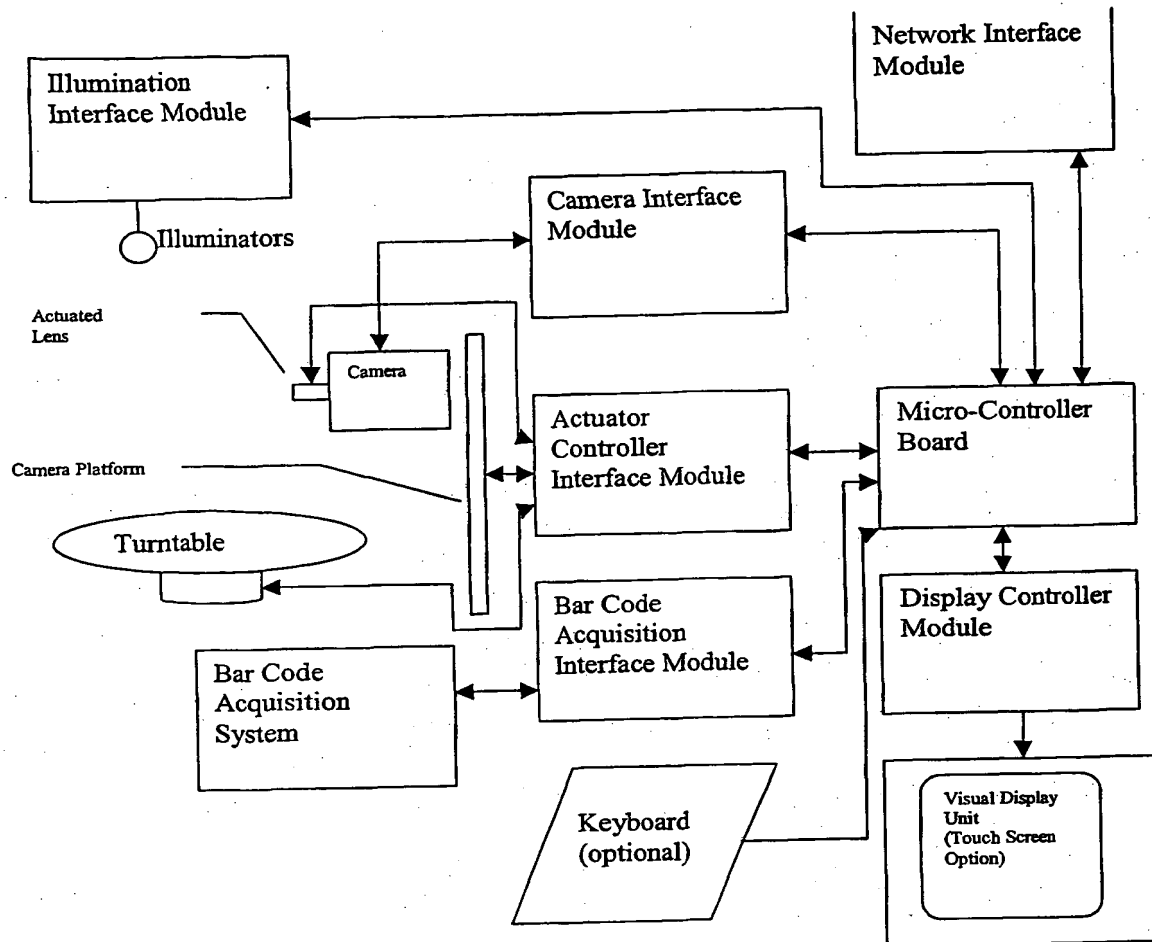 Network Interface
Module
Illumination
Interface Module
Camera Interface
Module
Illuminators
Actuated
Lens
Camera
Actuator
Controller
Interface Module
Micro-Controller
Board
Camera Platform
Turntable
Bar Code
Acquisition
Interface Module
Display Controller
Module
Bar Code
Acquisition
System
Keyboard
(optional)
Visual Display
Unit
(Touch Screen
Option)